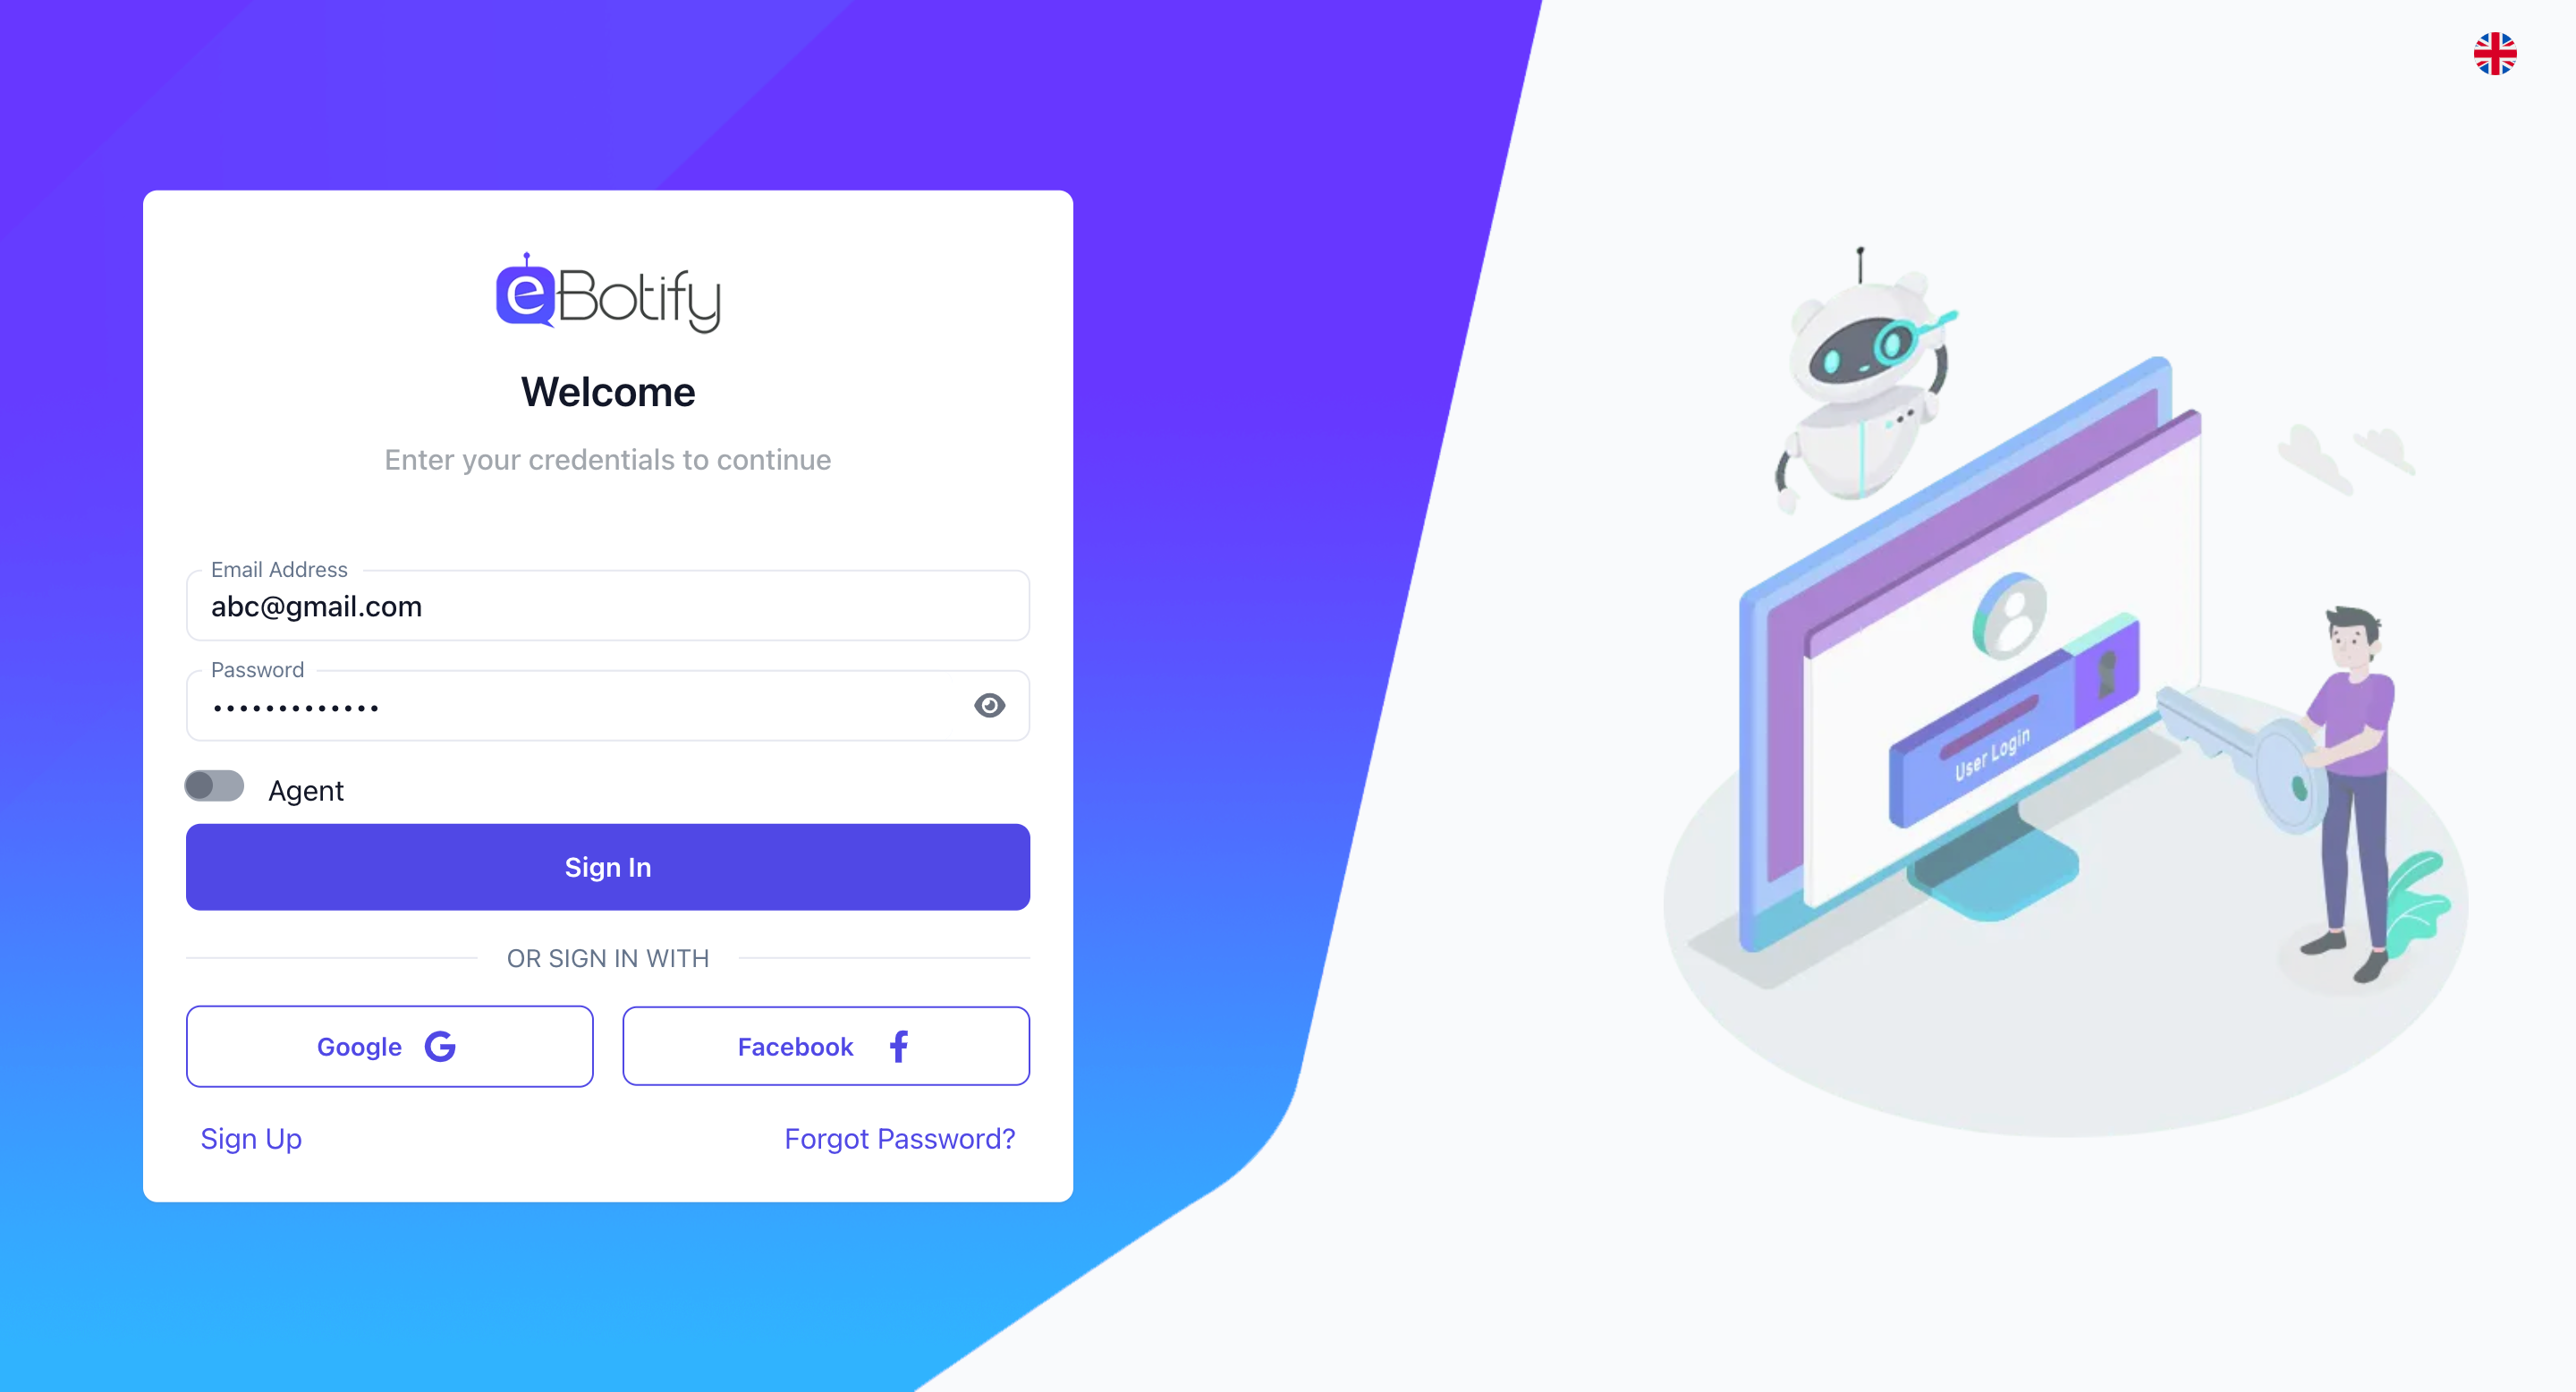 eBotify
Welcome
Enter your credentials to continue
Email Address
abc@gmail.com
Password
•••••••••••••
Agent
Sign In
OR SIGN IN WITH
Google G
Facebook f
Sign Up
Forgot Password?
User Login